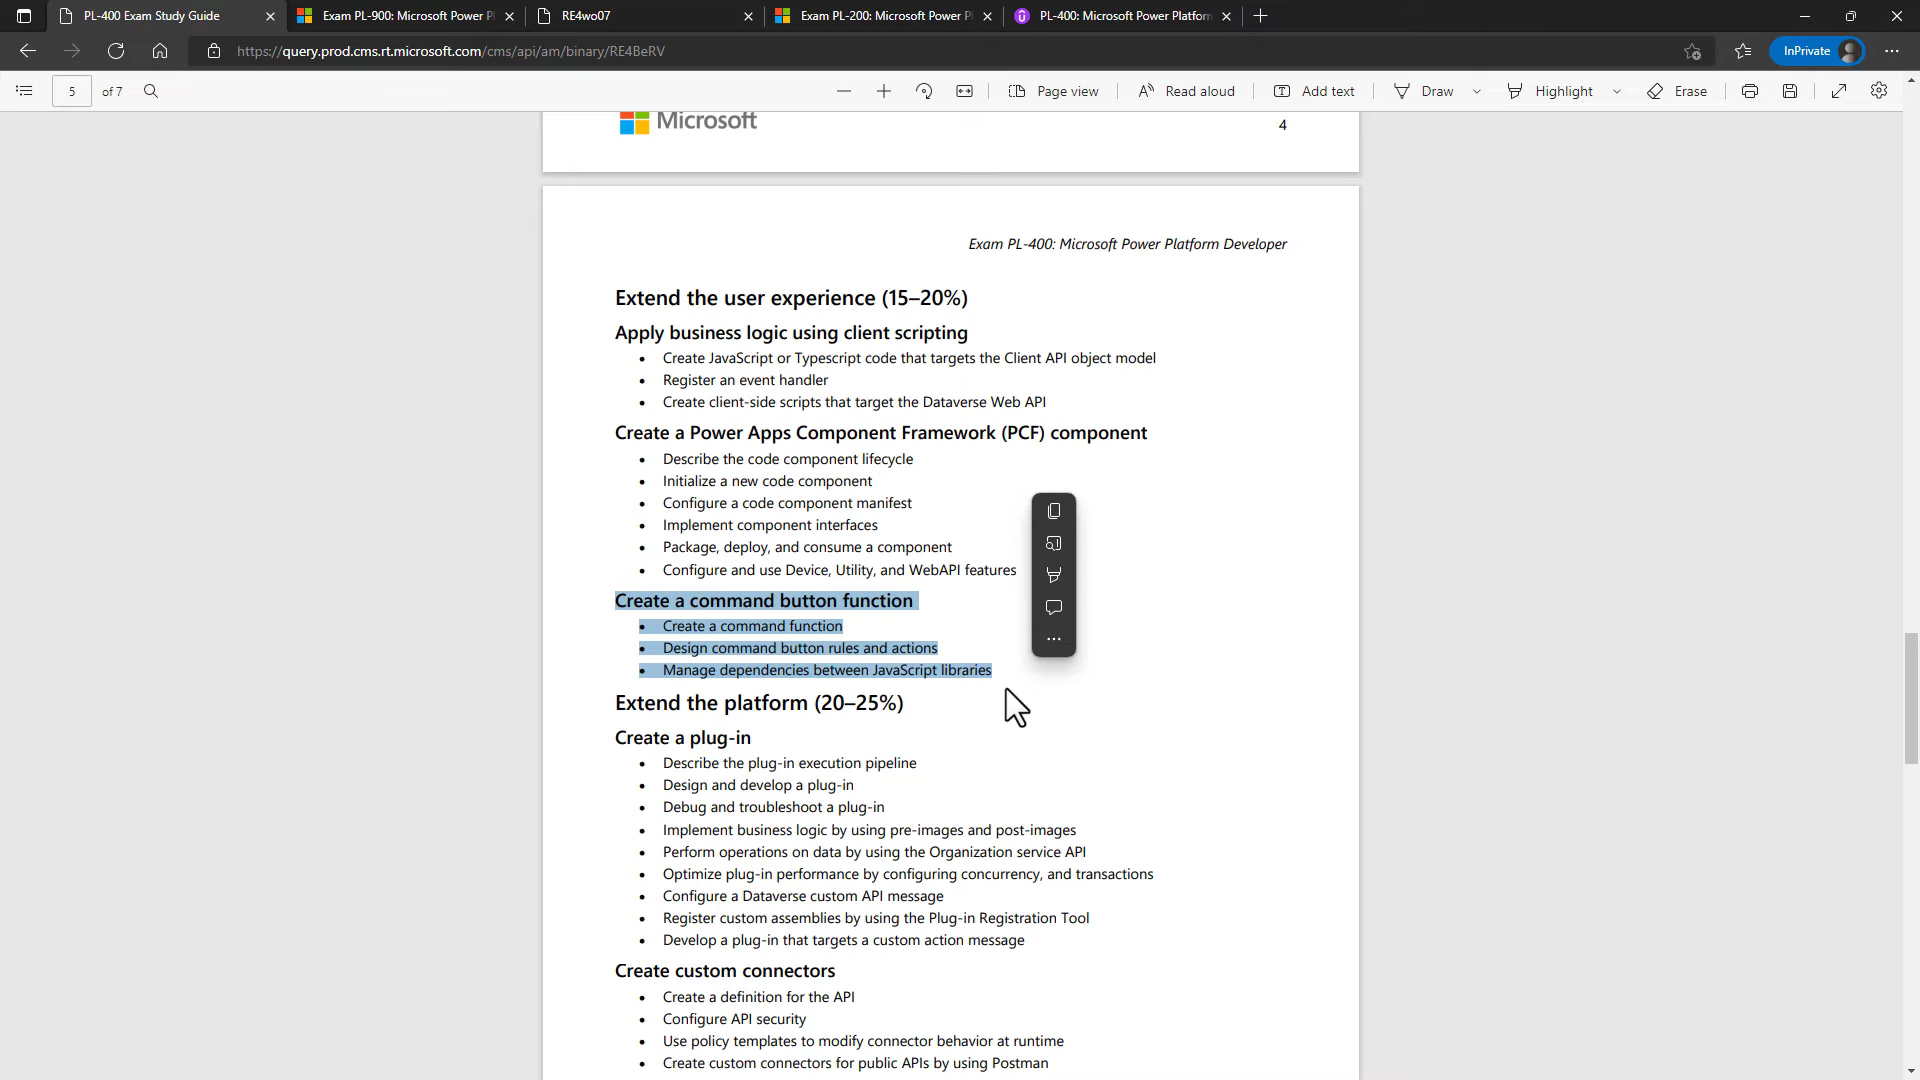 PL-400 Exam Study Guide
Exam PL-900: Microsoft Power Pl
RE4wo07
Exam PL-200: Microsoft Power Pl
PL-400: Microsoft Power Platform
https://query.prod.cms.rt.microsoft.com/cms/api/am/binary/RE4BeRV
InPrivate
5 of 7
Page view
Read aloud
Add text
Draw
Highlight
Erase
Microsoft
4
Exam PL-400: Microsoft Power Platform Developer
Extend the user experience (15–20%)
Apply business logic using client scripting
• Create JavaScript or Typescript code that targets the Client API object model
• Register an event handler
• Create client-side scripts that target the Dataverse Web API
Create a Power Apps Component Framework (PCF) component
• Describe the code component lifecycle
• Initialize a new code component
• Configure a code component manifest
• Implement component interfaces
• Package, deploy, and consume a component
• Configure and use Device, Utility, and WebAPI features
Create a command button function
• Create a command function
• Design command button rules and actions
• Manage dependencies between JavaScript libraries
Extend the platform (20–25%)
Create a plug-in
• Describe the plug-in execution pipeline
• Design and develop a plug-in
• Debug and troubleshoot a plug-in
• Implement business logic by using pre-images and post-images
• Perform operations on data by using the Organization service API
• Optimize plug-in performance by configuring concurrency, and transactions
• Configure a Dataverse custom API message
• Register custom assemblies by using the Plug-in Registration Tool
• Develop a plug-in that targets a custom action message
Create custom connectors
• Create a definition for the API
• Configure API security
• Use policy templates to modify connector behavior at runtime
• Create custom connectors for public APIs by using Postman